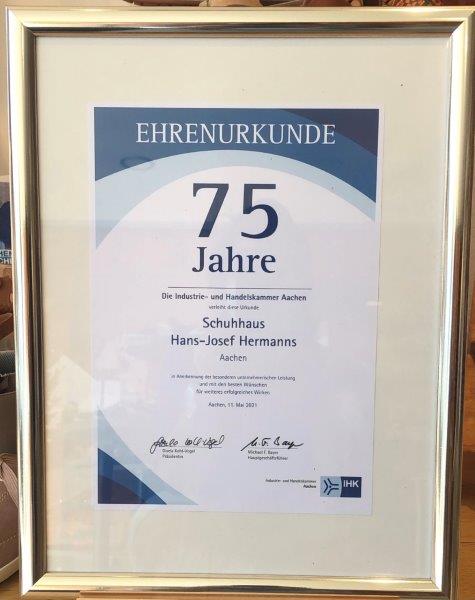 EHRENURKUNDE
75
Jahre
Die Industrie- und Handelskammer Aachen
verleiht diese Urkunde
Schuhhaus
Hans-Josef Hermanns
Aachen
in Anerkennung der besonderen unternehmerischen Leistung
und mit den besten Wünschen
für weiteres erfolgreiches Wirken
Aachen, 11. Mai 2021
Gisela Kohl-Vogel
Präsidentin
Michael F. Bayer
Hauptgeschäftsführer
Industrie- und Handelskammer
Aachen
IHK